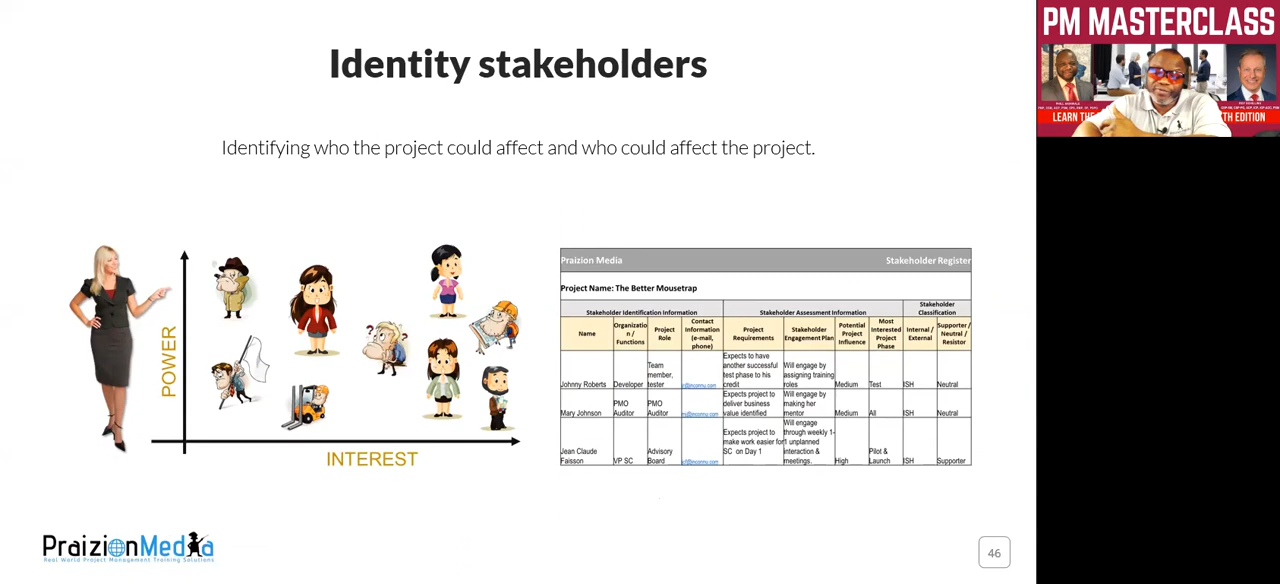 Identity stakeholders
Identifying who the project could affect and who could affect the project.
POWER
INTEREST
Praizion Media Stakeholder Register
Project Name: The Better Mousetrap
Stakeholder Identification Information Stakeholder Assessment Information Stakeholder Classification
Name Organizatio n / Functions Project Role Contact Information (e-mail, phone) Project Requirements Stakeholder Engagement Plan Potential Project Influence Most Interested Project Phase Internal / External Supporter / Neutral / Resistor
Johnny Roberts Developer Team member, tester Expects to have another successful test phase to his credit Will engage by assigning training roles Medium Test ISH Neutral
Mary Johnson PMO Auditor PMO Auditor Expects project to deliver business value identified Will engage by making her mentor Medium All ISH Neutral
Jean Claude Faisson VP SC Advisory Board Expects project to make work easier for SC on Day 1 Will engage through weekly 1-1 unplanned interaction & meetings. High Pilot & Launch ISH Supporter
PraizionMedia
Real World Project Management Training Solutions
46
PM MASTERCLASS
LEARN THE
TH EDITION